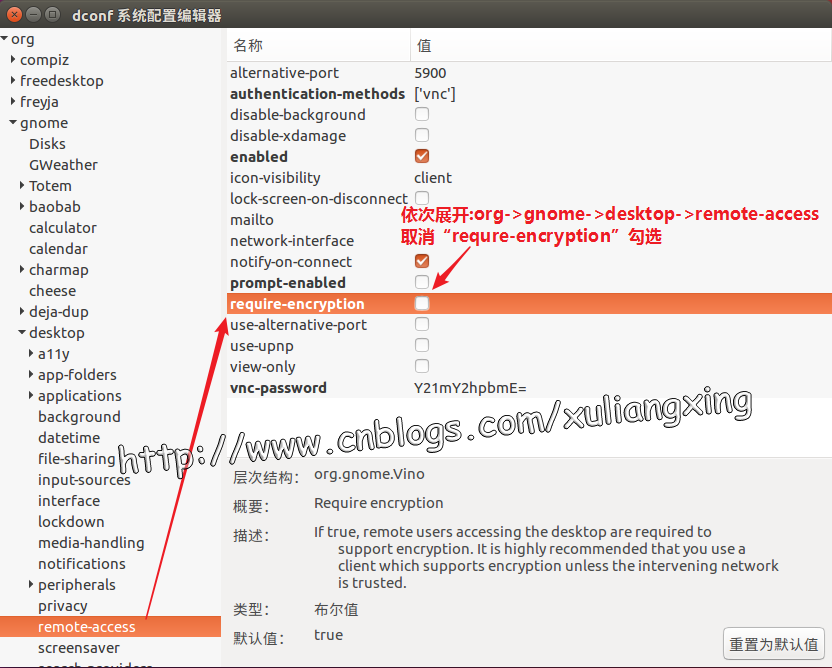 dconf 系统配置编辑器
org
compiz
freedesktop
freyja
gnome
Disks
GWeather
Totem
baobab
calculator
calendar
charmap
cheese
deja-dup
desktop
a11y
app-folders
applications
background
datetime
file-sharing
input-sources
interface
lockdown
media-handling
notifications
peripherals
privacy
remote-access
screensaver
search-providers
名称 值
alternative-port 5900
authentication-methods ['vnc']
disable-background
disable-xdamage
enabled
icon-visibility client
lock-screen-on-disconnect
mailto
network-interface
notify-on-connect
prompt-enabled
require-encryption
use-alternative-port
use-upnp
view-only
vnc-password Y21mY2hpbmE=
依次展开:org->gnome->desktop->remote-access
取消“requre-encryption”勾选
http://www.cnblogs.com/xuliangxing
层次结构: org.gnome.Vino
概要: Require encryption
描述: If true, remote users accessing the desktop are required to
support encryption. It is highly recommended that you use a
client which supports encryption unless the intervening network
is trusted.
类型: 布尔值
默认值: true
重置为默认值